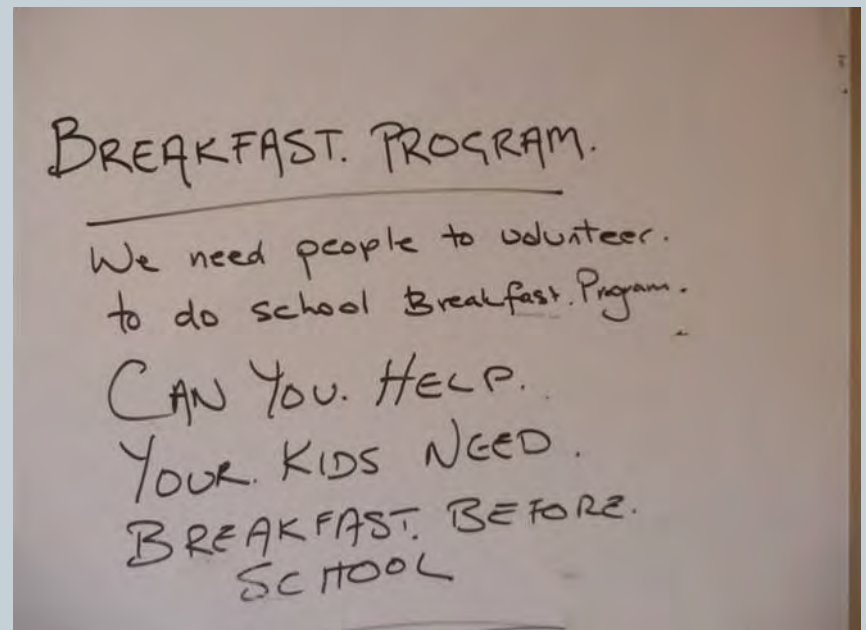 BREAKFAST. PROGRAM.
We need people to volunteer.
to do school Breakfast. Program.
CAN YOU. HELP.
YOUR. KIDS NEED.
BREAKFAST. BEFORE.
SCHOOL